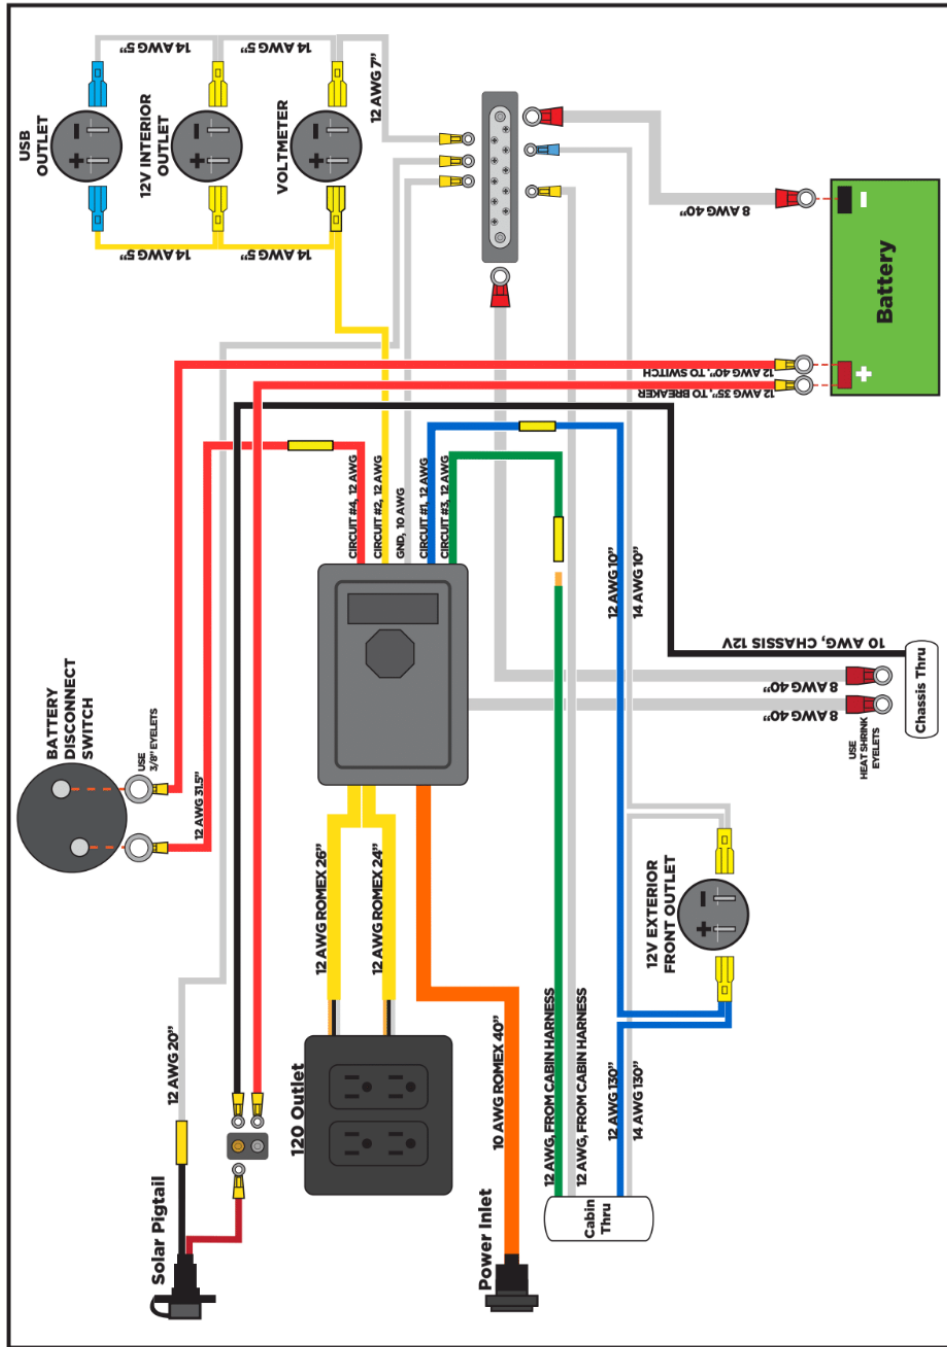 14 AWG 5"
14 AWG 5"
12 AWG 7"
USB
OUTLET
12V INTERIOR
OUTLET
VOLTMETER
- +
- +
- +
14 AWG 5"
14 AWG 5"
8 AWG 40"
Battery
-
+
12 AWG 40", TO SWITCH
12 AWG 35", TO BREAKER
CIRCUIT #4, 12 AWG
CIRCUIT #2, 12 AWG
GND, 10 AWG
CIRCUIT #1, 12 AWG
CIRCUIT #3, 12 AWG
12 AWG 10"
14 AWG 10"
10 AWG, CHASSIS 12V
8 AWG 40"
8 AWG 40"
Chassis Thru
USE
HEAT SHRINK
EYELETS
BATTERY
DISCONNECT
SWITCH
USE
3/8" EYELETS
12 AWG 31.5"
12 AWG ROMEX 26"
12 AWG ROMEX 24"
12V EXTERIOR
FRONT OUTLET
- +
12 AWG 20"
120 Outlet
10 AWG ROMEX 40"
12 AWG, FROM CABIN HARNESS
12 AWG, FROM CABIN HARNESS
12 AWG 130"
14 AWG 130"
Cabin
Thru
Solar Pigtail
Power Inlet